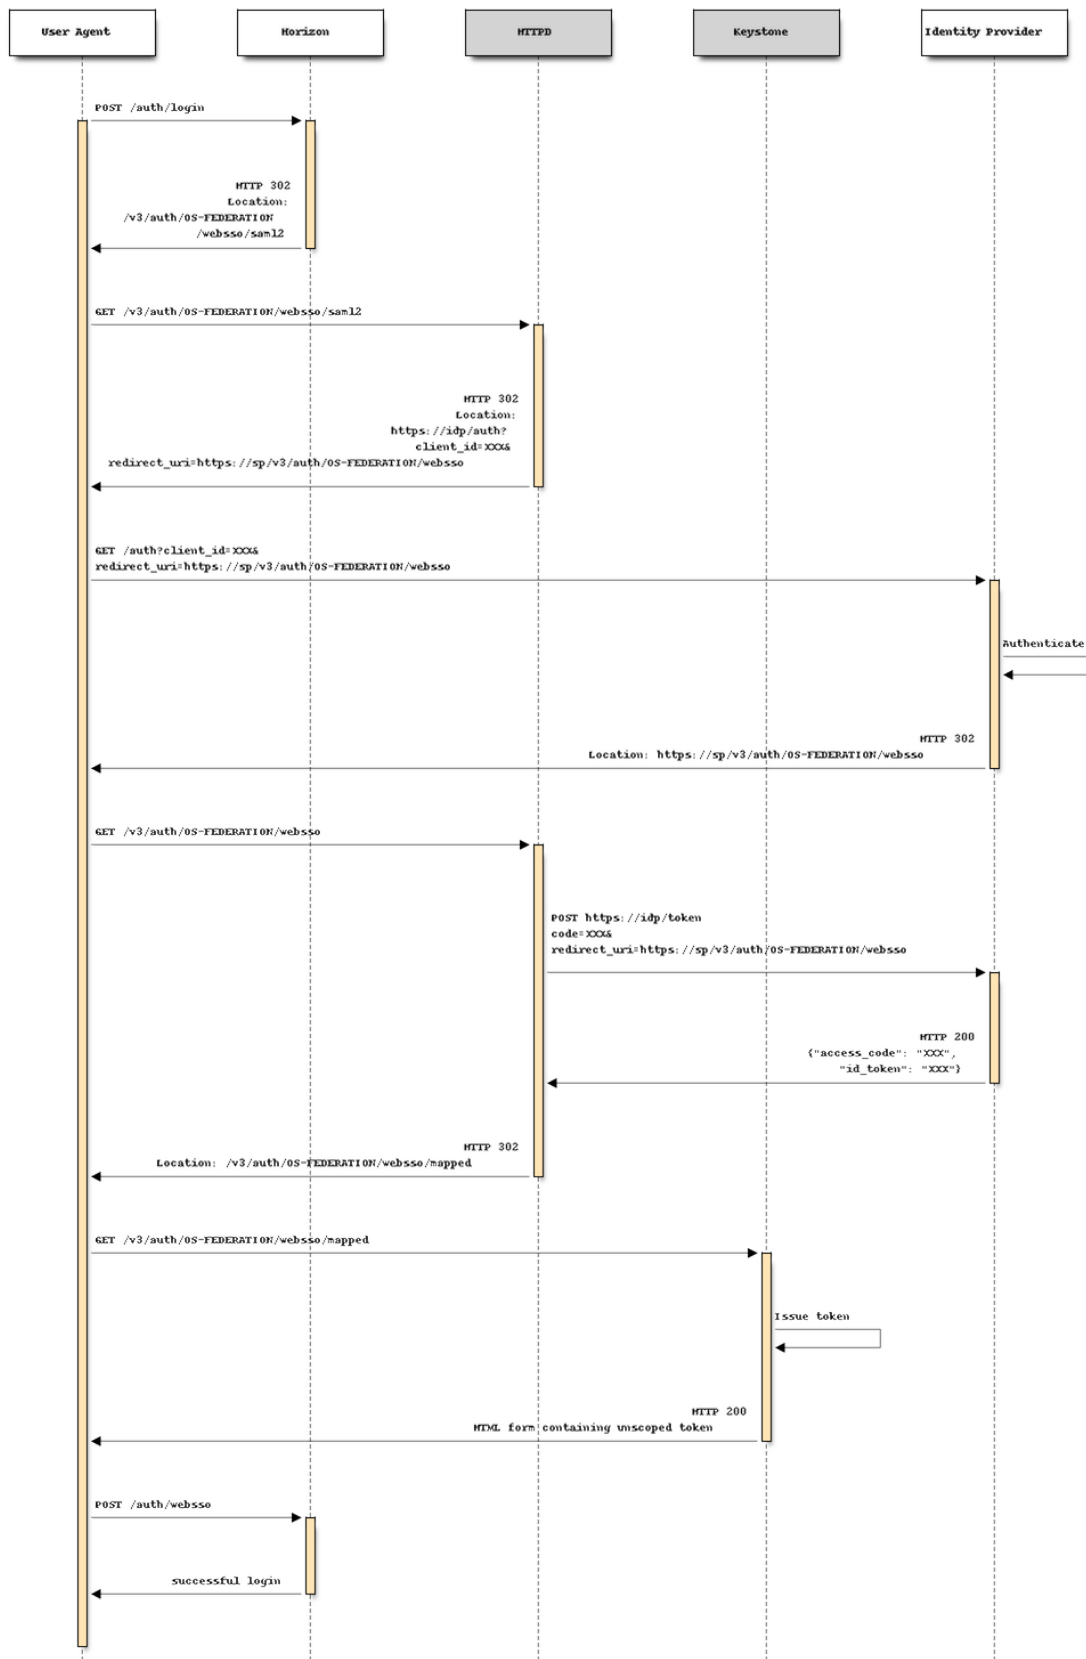 User Agent
Horizon
HTTPD
Keystone
Identity Provider
POST /auth/login
HTTP 302
Location:
/v3/auth/OS-FEDERATION
/websso/saml2
GET /v3/auth/OS-FEDERATION/websso/saml2
HTTP 302
Location:
https://idp/auth?
client_id=XXX&
redirect_uri=https://sp/v3/auth/OS-FEDERATION/websso
GET /auth?client_id=XXX&
redirect_uri=https://sp/v3/auth/OS-FEDERATION/websso
Authenticate
HTTP 302
Location: https://sp/v3/auth/OS-FEDERATION/websso
GET /v3/auth/OS-FEDERATION/websso
POST https://idp/token
code=XXX&
redirect_uri=https://sp/v3/auth/OS-FEDERATION/websso
HTTP 200
{"access_code": "XXX",
"id_token": "XXX"}
HTTP 302
Location: /v3/auth/OS-FEDERATION/websso/mapped
GET /v3/auth/OS-FEDERATION/websso/mapped
Issue token
HTTP 200
HTML form containing unscoped token
POST /auth/websso
successful login